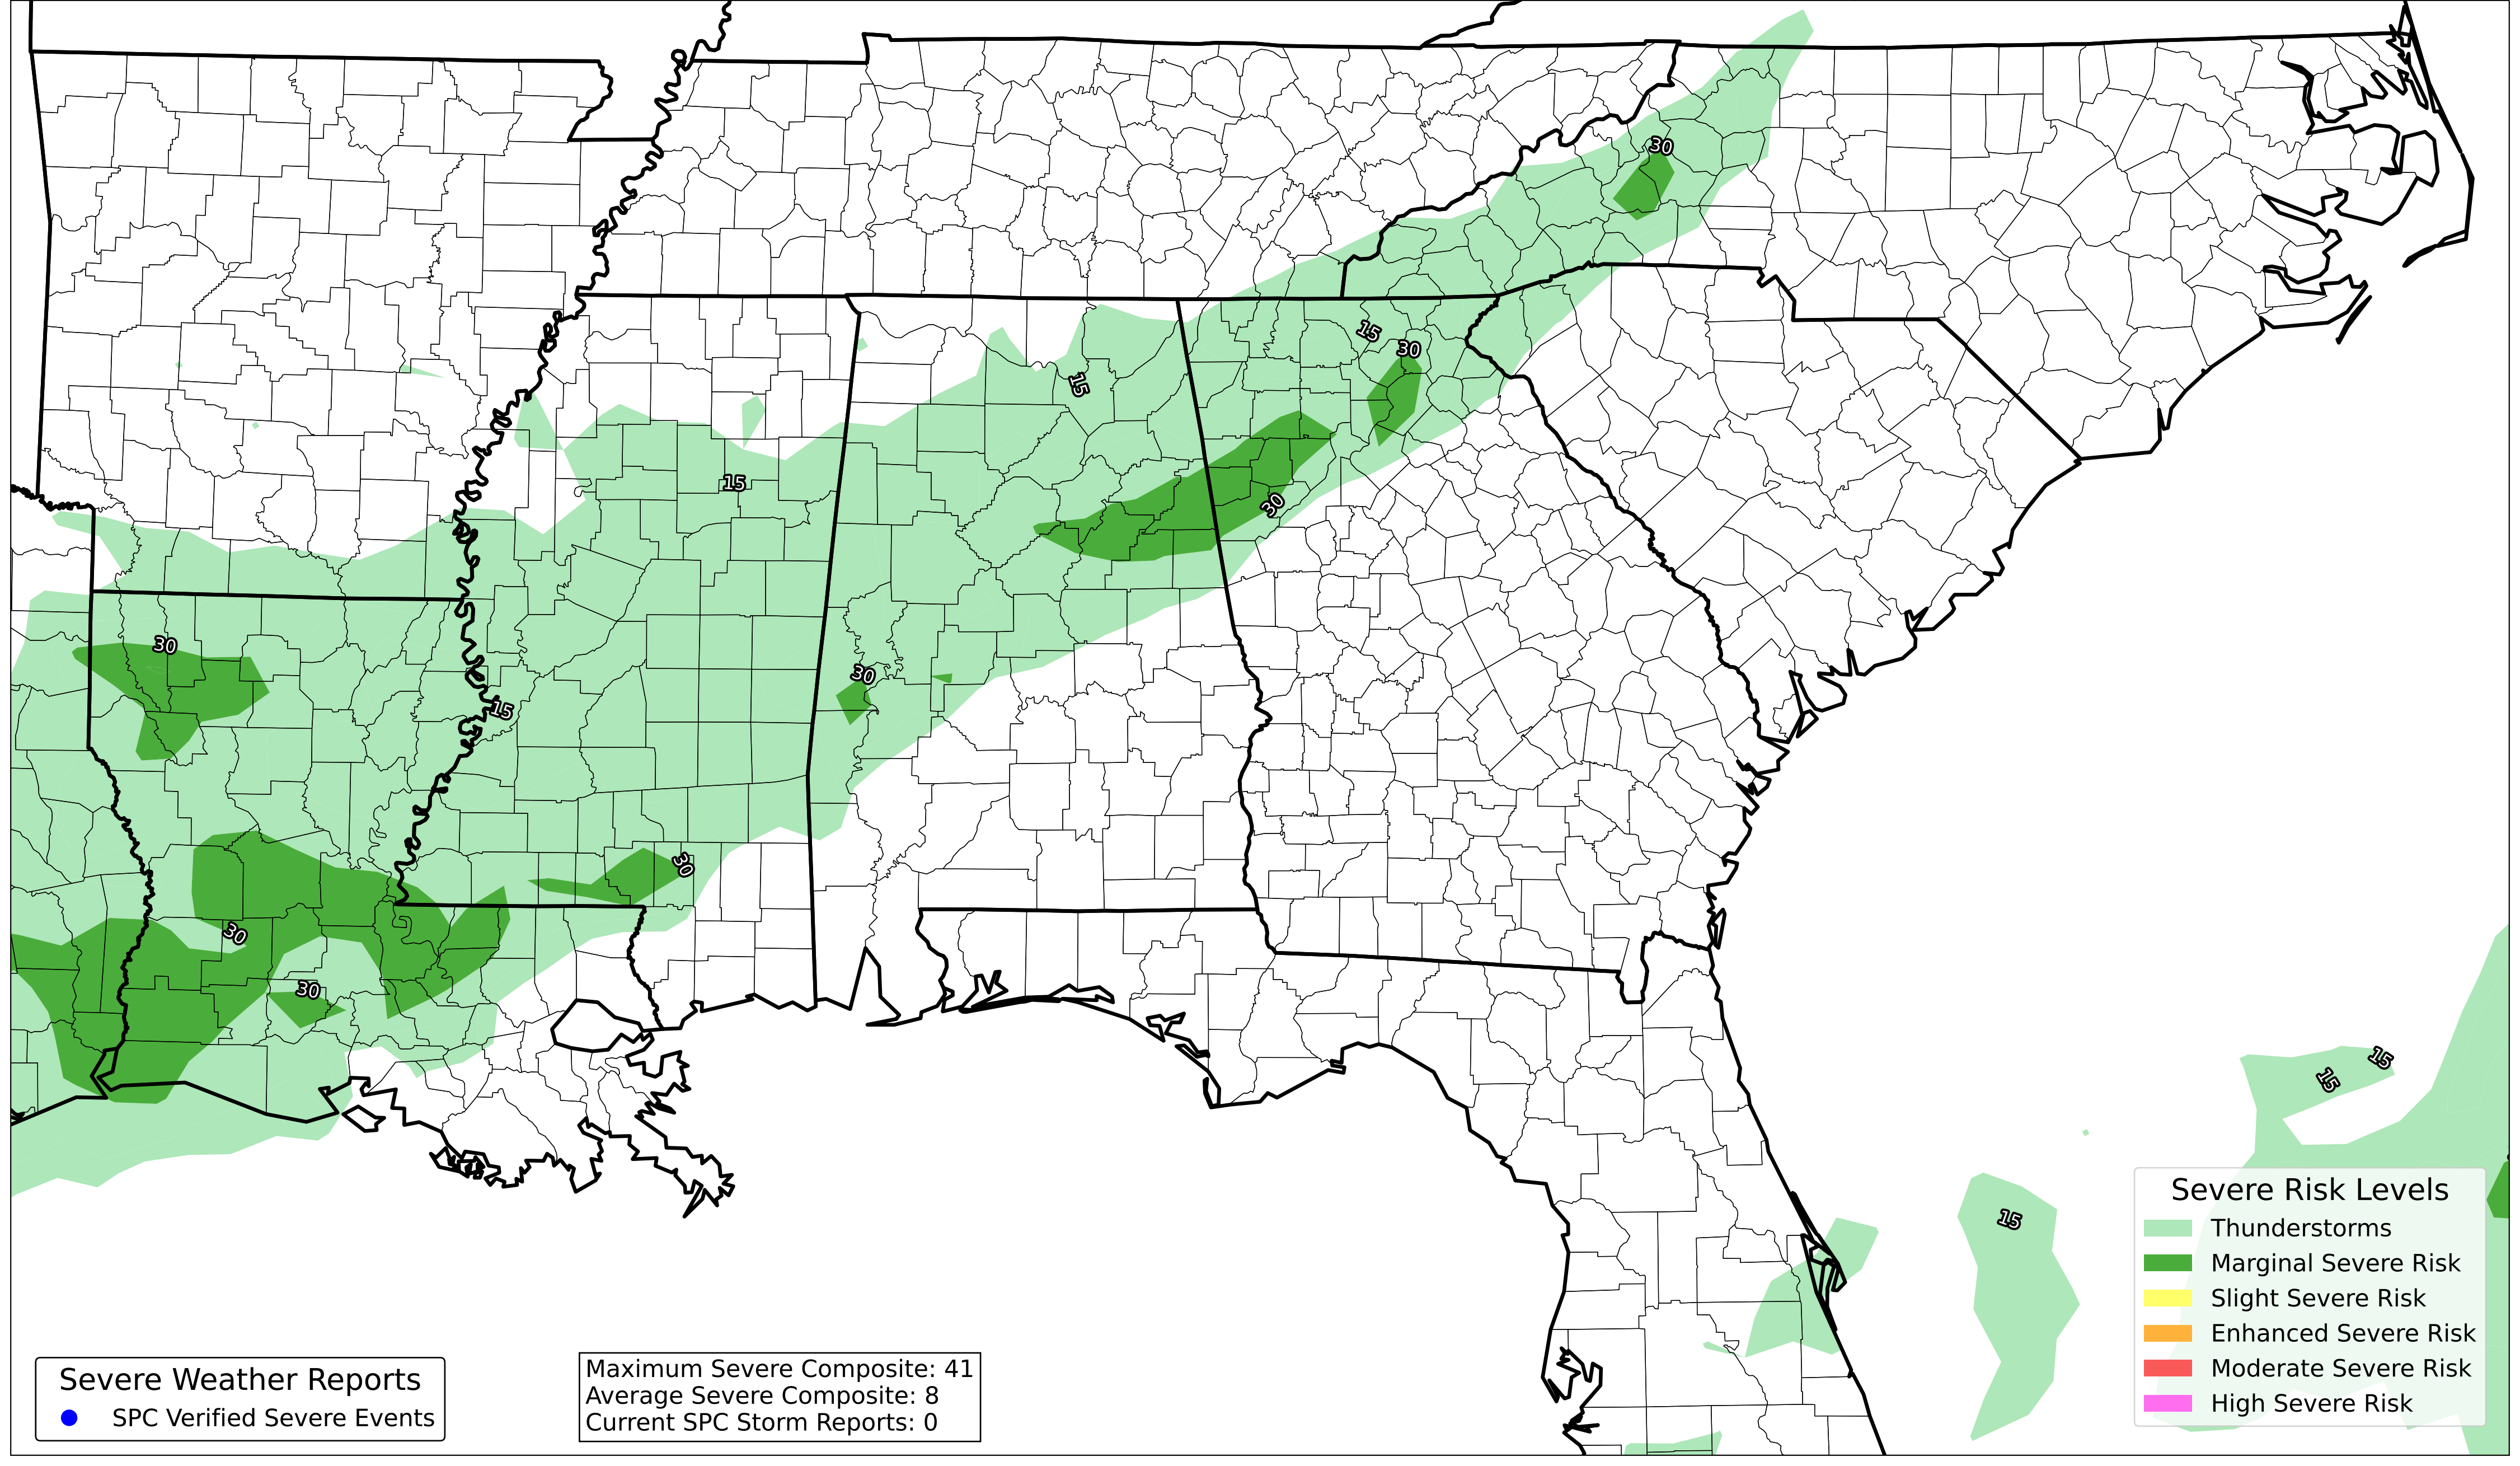 30
15
30
15
15
30
30
30
15
30
30
30
30
15
15
15
Severe Risk Levels
Thunderstorms
Marginal Severe Risk
Slight Severe Risk
Enhanced Severe Risk
Moderate Severe Risk
High Severe Risk
Severe Weather Reports
SPC Verified Severe Events
Maximum Severe Composite: 41
Average Severe Composite: 8
Current SPC Storm Reports: 0